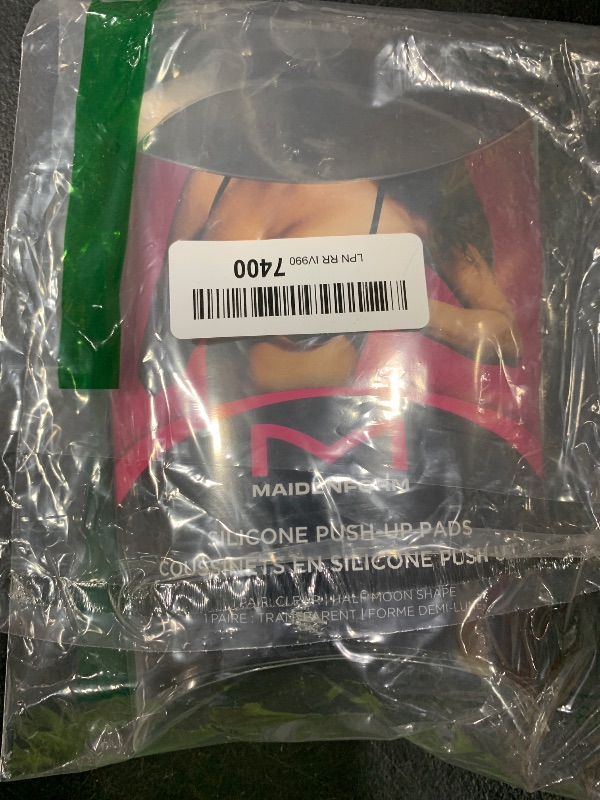 LPN RR IV990
7400
M
MAIDENFORM
SILICONE PUSH-UP PADS
COUSSINETS EN SILICONE PUSH
1 PAIR: CLEAR | HALF MOON SHAPE
1 PAIRE : TRANSPARENT | FORME DEMI-LUNE